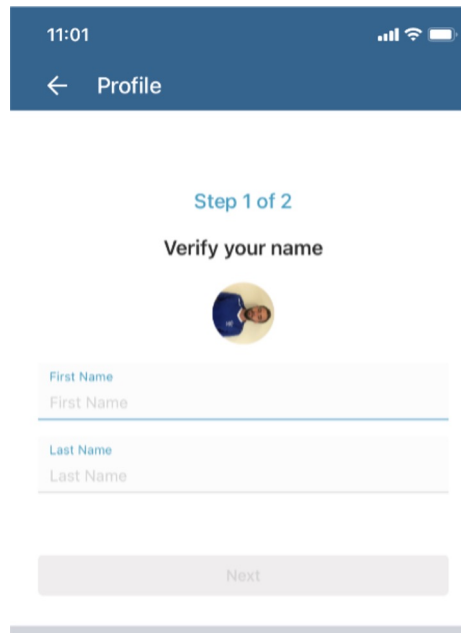 11:01
Profile
Step 1 of 2
Verify your name
First Name
First Name
Last Name
Last Name
Next